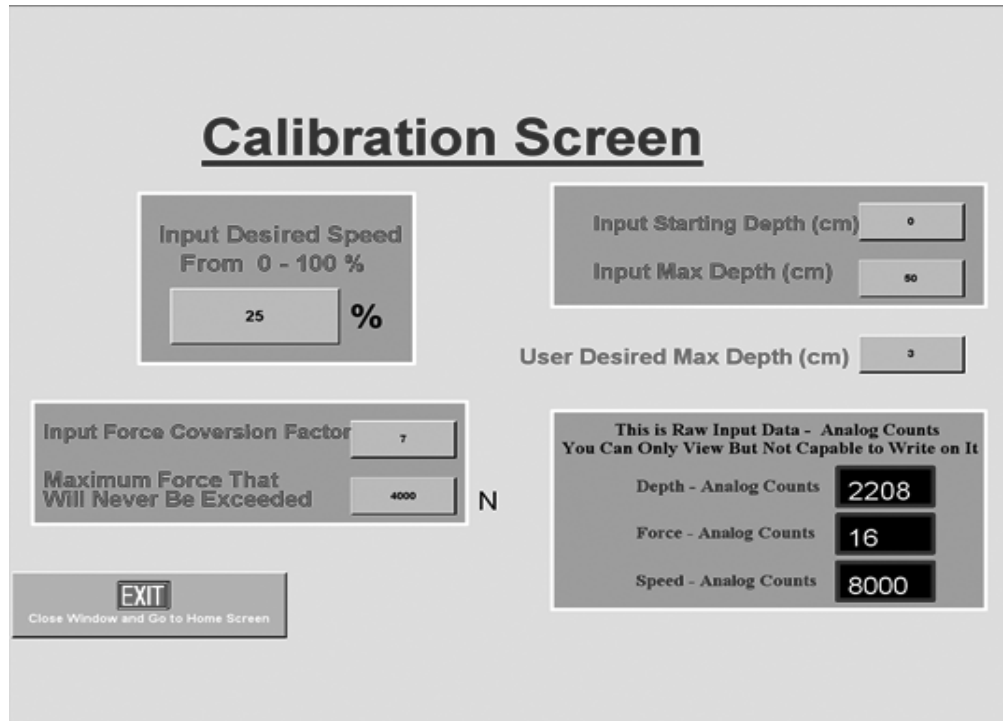 Calibration Screen
Input Desired Speed
From 0 - 100 %
25
%
Input Starting Depth (cm)
0
Input Max Depth (cm)
50
User Desired Max Depth (cm)
3
Input Force Coversion Factor
7
Maximum Force That
Will Never Be Exceeded
4000
N
This is Raw Input Data - Analog Counts
You Can Only View But Not Capable to Write on It
Depth - Analog Counts
2208
Force - Analog Counts
16
Speed - Analog Counts
8000
EXIT
Close Window and Go to Home Screen